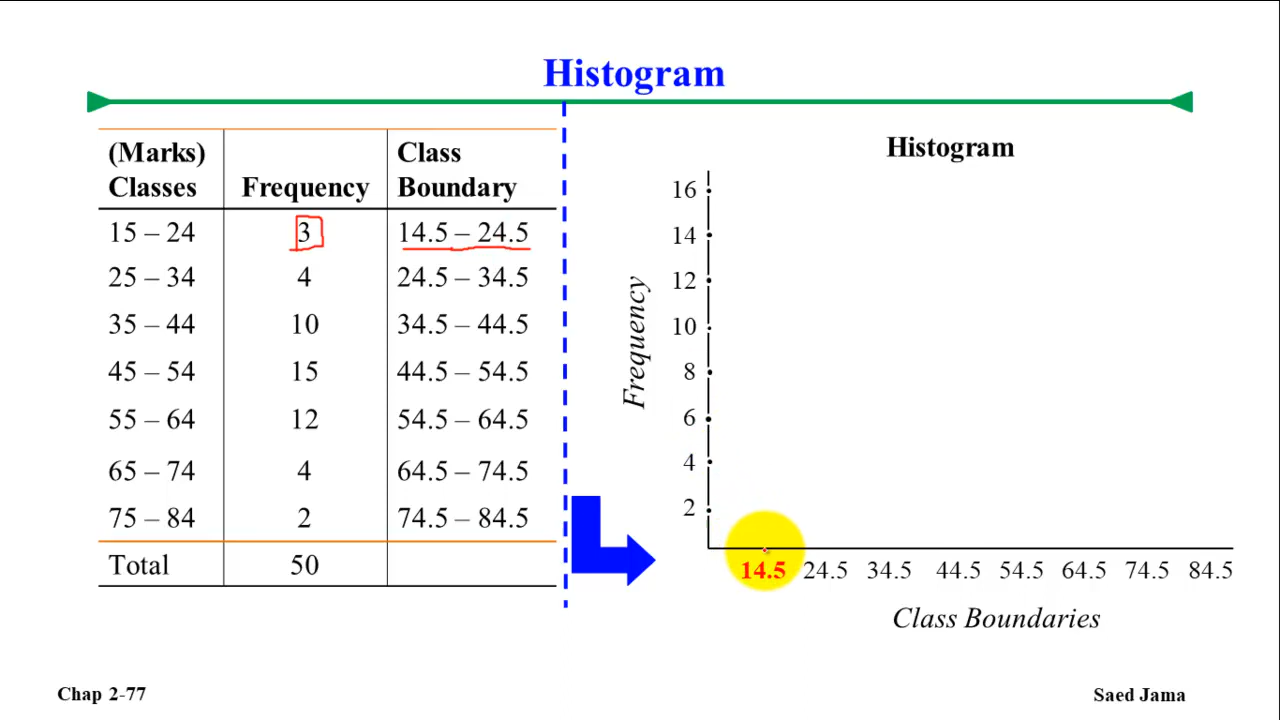 Histogram
(Marks) Classes Frequency Class Boundary
15 – 24 3 14.5 – 24.5
25 – 34 4 24.5 – 34.5
35 – 44 10 34.5 – 44.5
45 – 54 15 44.5 – 54.5
55 – 64 12 54.5 – 64.5
65 – 74 4 64.5 – 74.5
75 – 84 2 74.5 – 84.5
Total 50
Histogram
Frequency
16
14
12
10
8
6
4
2
14.5 24.5 34.5 44.5 54.5 64.5 74.5 84.5
Class Boundaries
Chap 2-77
Saed Jama